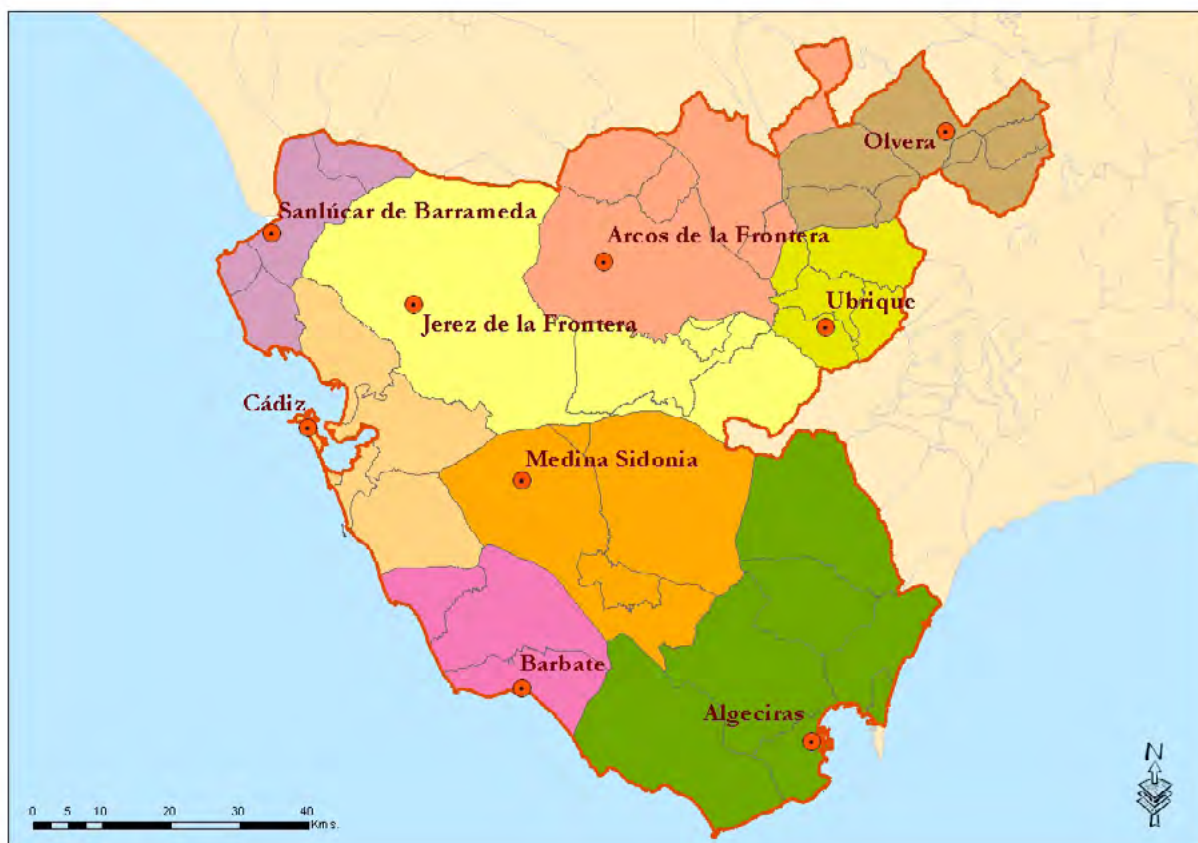 Olvera
Sanlúcar de Barrameda
Arcos de la Frontera
Ubrique
Jerez de la Frontera
Cádiz
Medina Sidonia
Barbate
Algeciras
N
0 5 10 20 30 40
Kms.